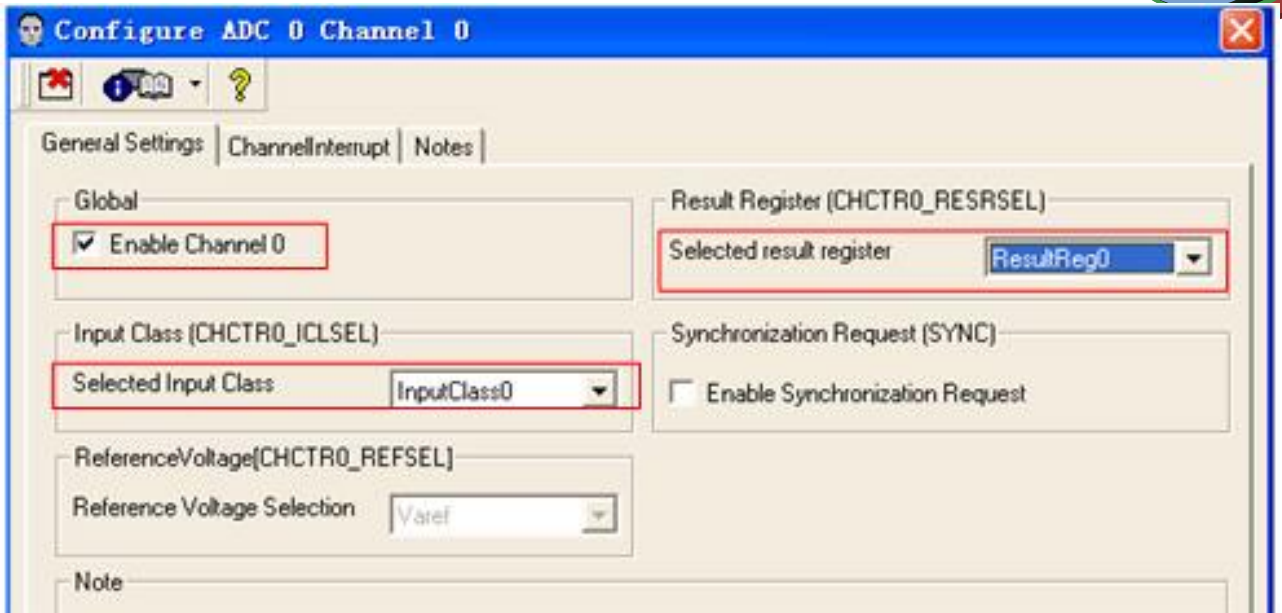 Configure ADC 0 Channel 0
General Settings ChannelInterrupt Notes
Global
Enable Channel 0
Result Register (CHCTR0_RESRSEL)
Selected result register ResultReg0
Input Class (CHCTR0_ICLSEL)
Selected Input Class InputClass0
Synchronization Request (SYNC)
Enable Synchronization Request
ReferenceVoltage[CHCTR0_REFSEL]
Reference Voltage Selection Varef
Note